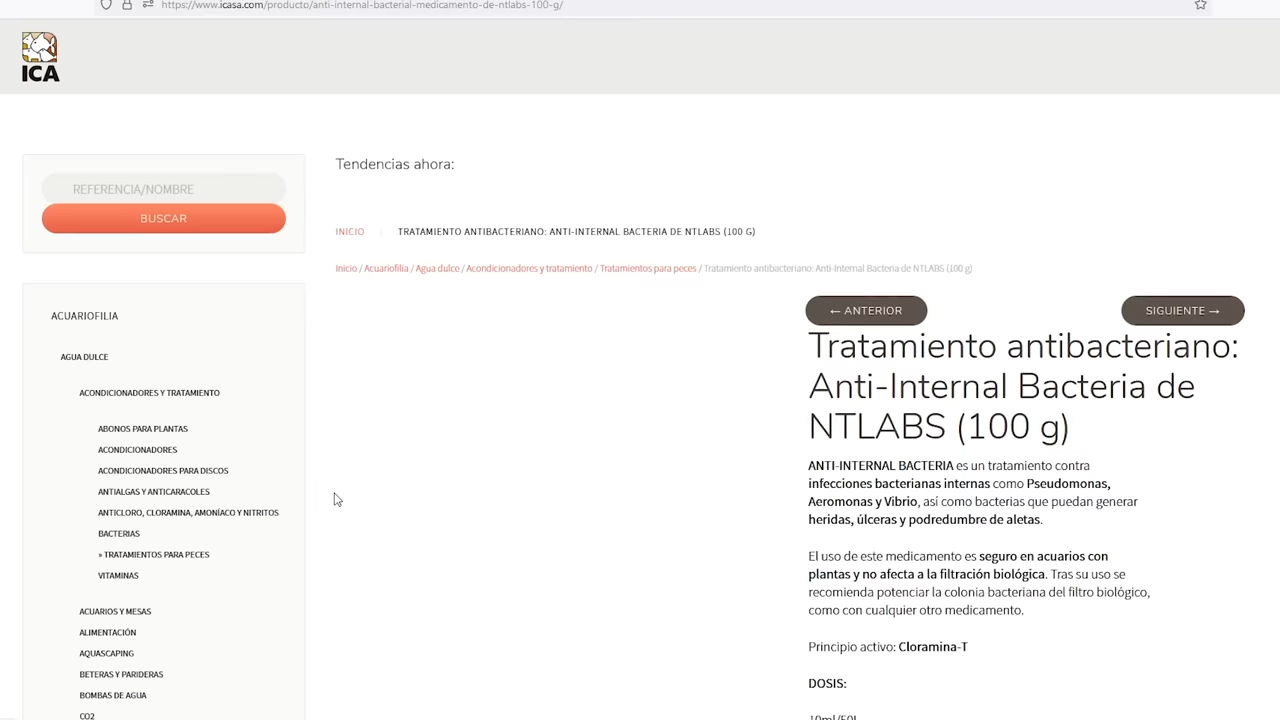 https://www.icasa.com/producto/anti-internal-bacterial-medicamento-de-ntlabs-100-g/
ICA
REFERENCIA/NOMBRE
BUSCAR
ACUARIOFILIA
AGUA DULCE
ACONDICIONADORES Y TRATAMIENTO
ABONOS PARA PLANTAS
ACONDICIONADORES
ACONDICIONADORES PARA DISCOS
ANTIALGAS Y ANTICARACOLES
ANTICLORO, CLORAMINA, AMONÍACO Y NITRITOS
BACTERIAS
» TRATAMIENTOS PARA PECES
VITAMINAS
ACUARIOS Y MESAS
ALIMENTACIÓN
AQUASCAPING
BETERAS Y PARIDERAS
BOMBAS DE AGUA
CO2
Tendencias ahora:
INICIO | TRATAMIENTO ANTIBACTERIANO: ANTI-INTERNAL BACTERIA DE NTLABS (100 G)
Inicio / Acuariofilia / Agua dulce / Acondicionadores y tratamiento / Tratamientos para peces / Tratamiento antibacteriano: Anti-Internal Bacteria de NTLABS (100 g)
← ANTERIOR
SIGUIENTE →
Tratamiento antibacteriano:
Anti-Internal Bacteria de
NTLABS (100 g)
ANTI-INTERNAL BACTERIA es un tratamiento contra
infecciones bacterianas internas como Pseudomonas,
Aeromonas y Vibrio, así como bacterias que puedan generar
heridas, úlceras y podredumbre de aletas.
El uso de este medicamento es seguro en acuarios con
plantas y no afecta a la filtración biológica. Tras su uso se
recomienda potenciar la colonia bacteriana del filtro biológico,
como con cualquier otro medicamento.
Principio activo: Cloramina-T
DOSIS:
10ml/50L